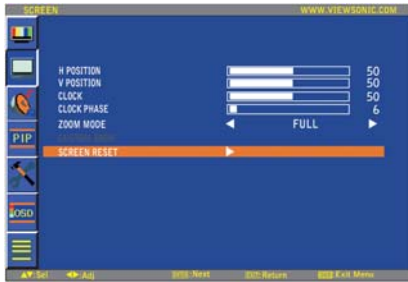 SCREEN WWW.VIEWSONIC.COM
H POSITION 50
V POSITION 50
CLOCK 50
CLOCK PHASE 6
ZOOM MODE FULL
PIP
SCREEN RESET
OSD
Sel Adj :Next :Return Exit Menu